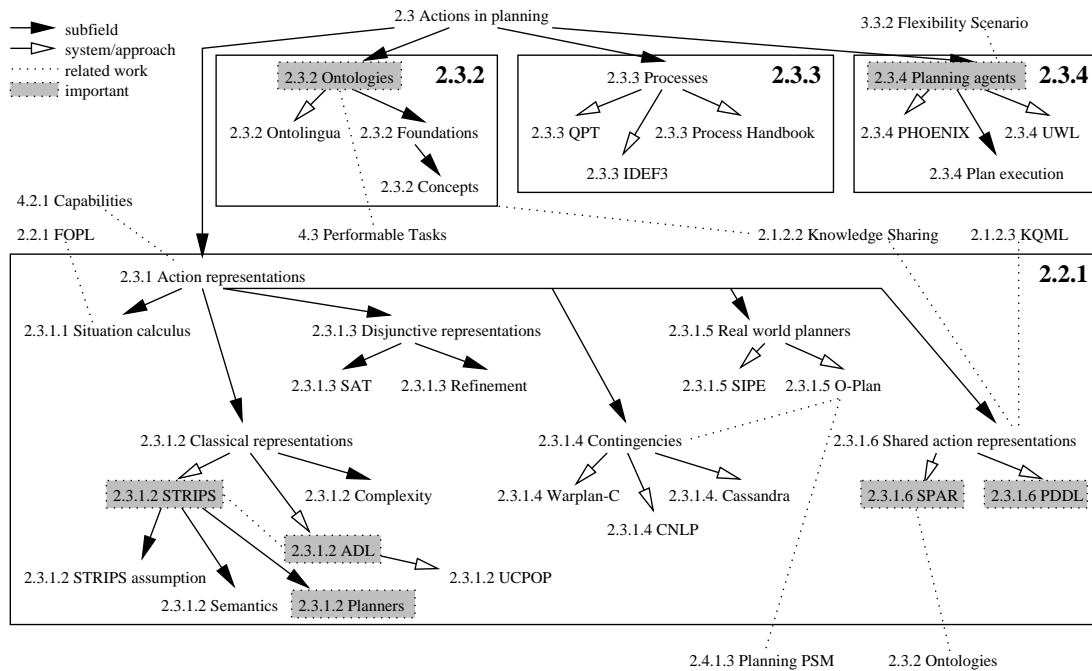 2.3 Actions in planning
3.3.2 Flexibility Scenario
subfield
system/approach
related work
important
2.3.2 Ontologies
2.3.2
2.3.2 Ontolingua
2.3.2 Foundations
2.3.2 Concepts
2.3.3 Processes
2.3.3
2.3.3 QPT
2.3.3 Process Handbook
2.3.3 IDEF3
2.3.4 Planning agents
2.3.4
2.3.4 PHOENIX
2.3.4 UWL
2.3.4 Plan execution
4.2.1 Capabilities
2.2.1 FOPL
4.3 Performable Tasks
2.1.2.2 Knowledge Sharing
2.1.2.3 KQML
2.3.1 Action representations
2.2.1
2.3.1.1 Situation calculus
2.3.1.3 Disjunctive representations
2.3.1.5 Real world planners
2.3.1.3 SAT
2.3.1.3 Refinement
2.3.1.5 SIPE
2.3.1.5 O-Plan
2.3.1.2 Classical representations
2.3.1.4 Contingencies
2.3.1.6 Shared action representations
2.3.1.2 STRIPS
2.3.1.2 Complexity
2.3.1.4 Warplan-C
2.3.1.4. Cassandra
2.3.1.6 SPAR
2.3.1.6 PDDL
2.3.1.4 CNLP
2.3.1.2 ADL
2.3.1.2 STRIPS assumption
2.3.1.2 UCPOP
2.3.1.2 Semantics
2.3.1.2 Planners
2.4.1.3 Planning PSM
2.3.2 Ontologies